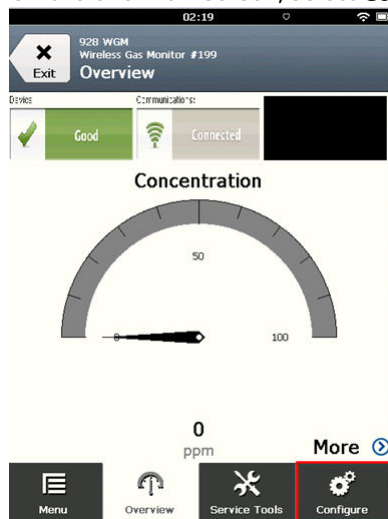 02:19
928 WGM
Wireless Gas Monitor #199
Exit
Overview
Device
Communications:
Good
Connected
Concentration
50
0
100
0
ppm
More
Menu
Overview
Service Tools
Configure